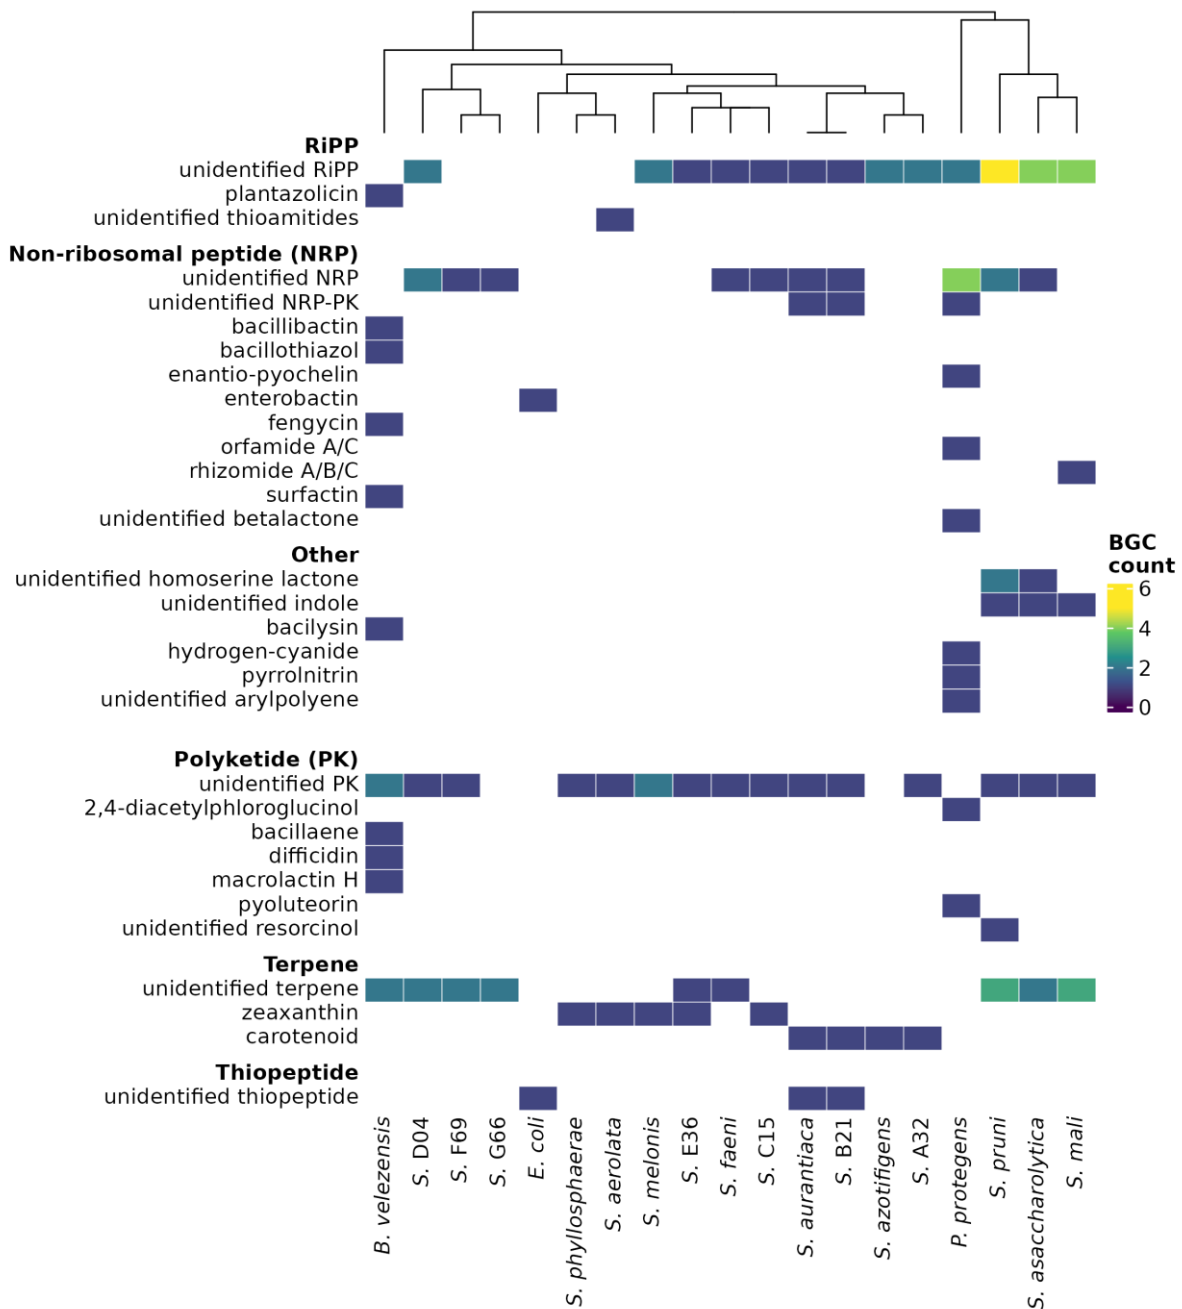 RiPP
unidentified RiPP
plantazolicin
unidentified thioamitides
Non-ribosomal peptide (NRP)
unidentified NRP
unidentified NRP-PK
bacillibactin
bacillothiazol
enantio-pyochelin
enterobactin
fengycin
orfamide A/C
rhizomide A/B/C
surfactin
unidentified betalactone
Other
unidentified homoserine lactone
unidentified indole
bacilysin
hydrogen-cyanide
pyrrolnitrin
unidentified arylpolyene
Polyketide (PK)
unidentified PK
2,4-diacetylphloroglucinol
bacillaene
difficidin
macrolactin H
pyoluteorin
unidentified resorcinol
Terpene
unidentified terpene
zeaxanthin
carotenoid
Thiopeptide
unidentified thiopeptide
B. velezensis
S. D04
S. F69
S. G66
E. coli
S. phyllosphaerae
S. aerolata
S. melonis
S. E36
S. faeni
S. C15
S. aurantiaca
S. B21
S. azotifigens
S. A32
P. protegens
S. pruni
S. asaccharolytica
S. mali
BGC
count
6
4
2
0